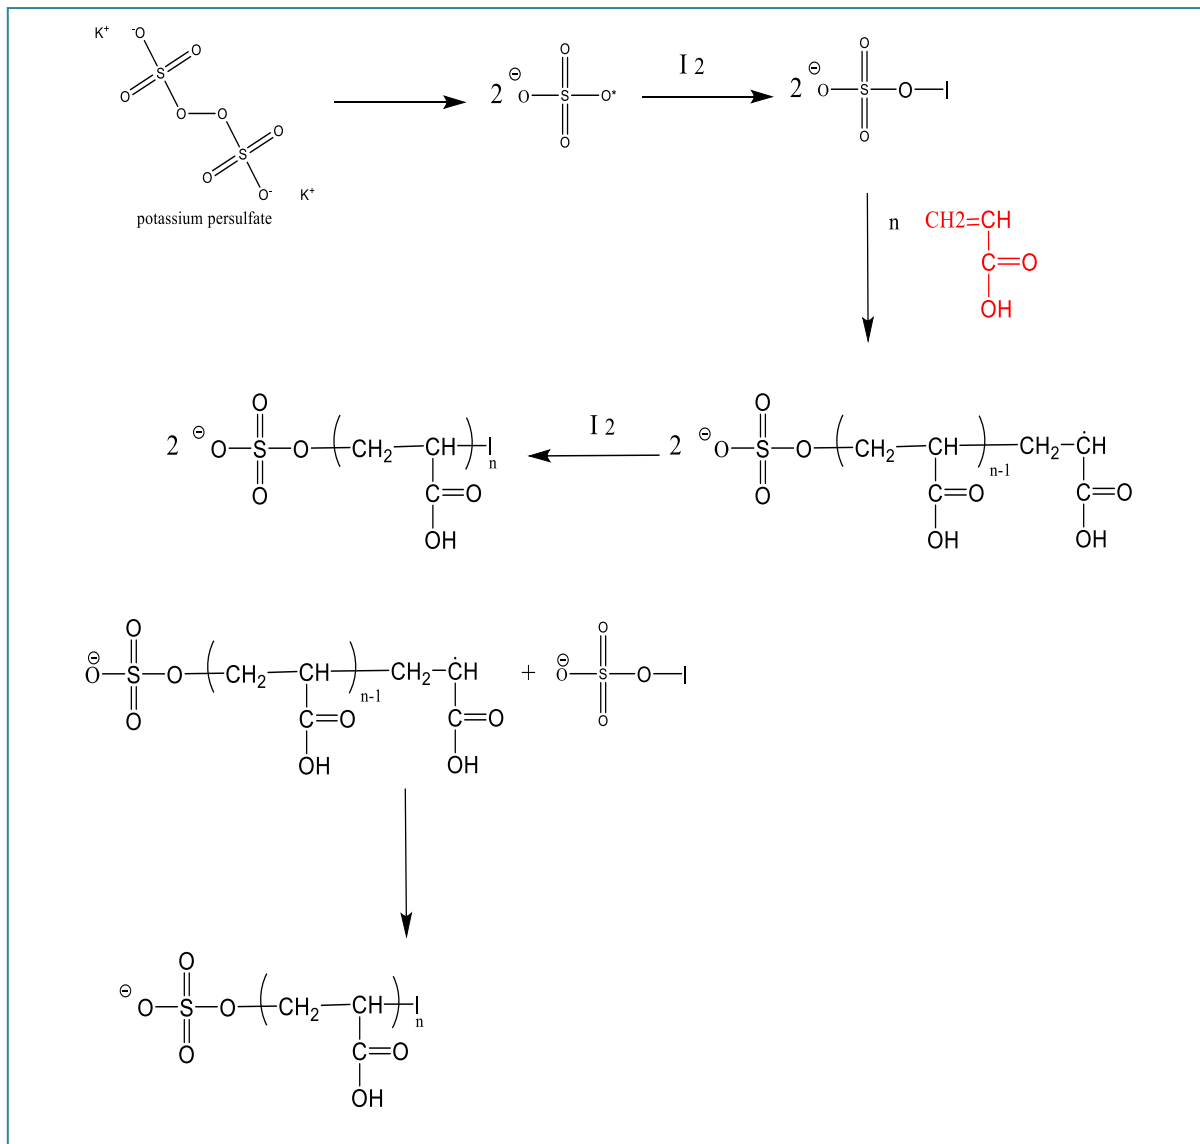 K+ -O O
S
O
O O O
S
O
O- K+
potassium persulfate
2 ⊖ O S O*
O
O
I 2
2 ⊖ O S O I
O
O
n CH2=CH
C=O
OH
2 ⊖ O S O ( CH2 CH ) I n
O
O
C=O
OH
I 2
2 ⊖ O S O ( CH2 CH ) n-1 CH2 ĊH
O
O
C=O C=O
OH OH
⊖ O S O ( CH2 CH ) n-1 CH2 ĊH + ⊖ O S O I
O O
O O
C=O C=O
OH OH
⊖ O S O ( CH2 CH ) I n
O
O
C=O
OH